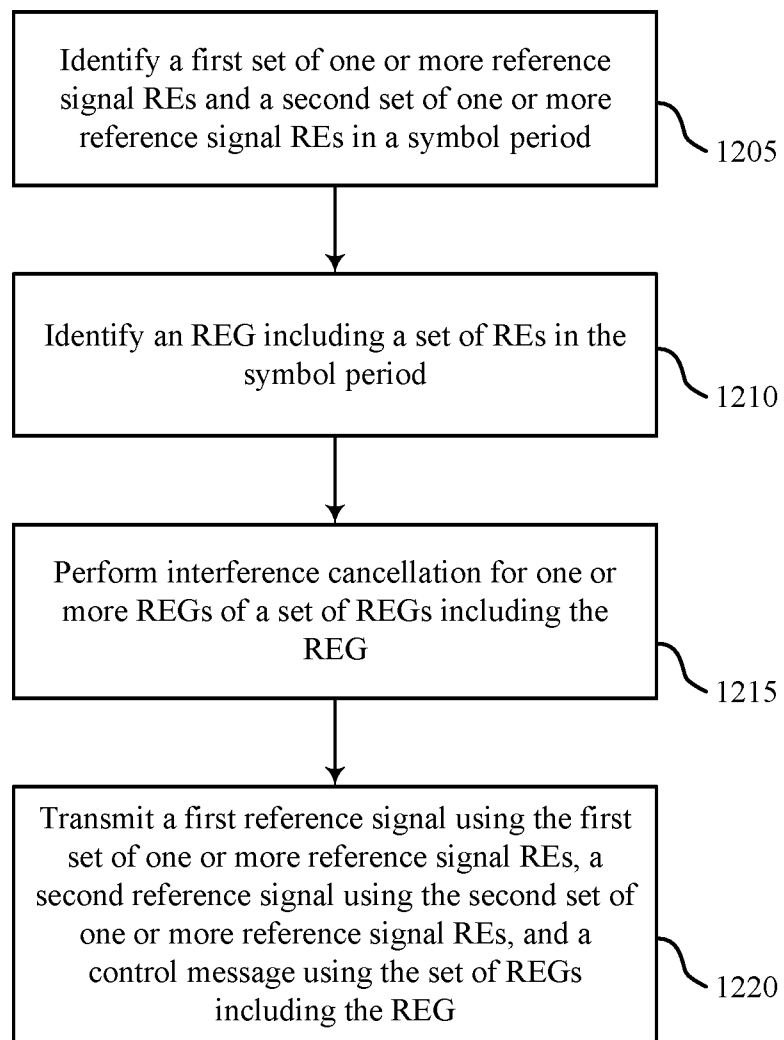 Identify a first set of one or more reference
signal REs and a second set of one or more
reference signal REs in a symbol period
1205
Identify an REG including a set of REs in the
symbol period
1210
Perform interference cancellation for one or
more REGs of a set of REGs including the
REG
1215
Transmit a first reference signal using the first
set of one or more reference signal REs, a
second reference signal using the second set of
one or more reference signal REs, and a
control message using the set of REGs
including the REG
1220